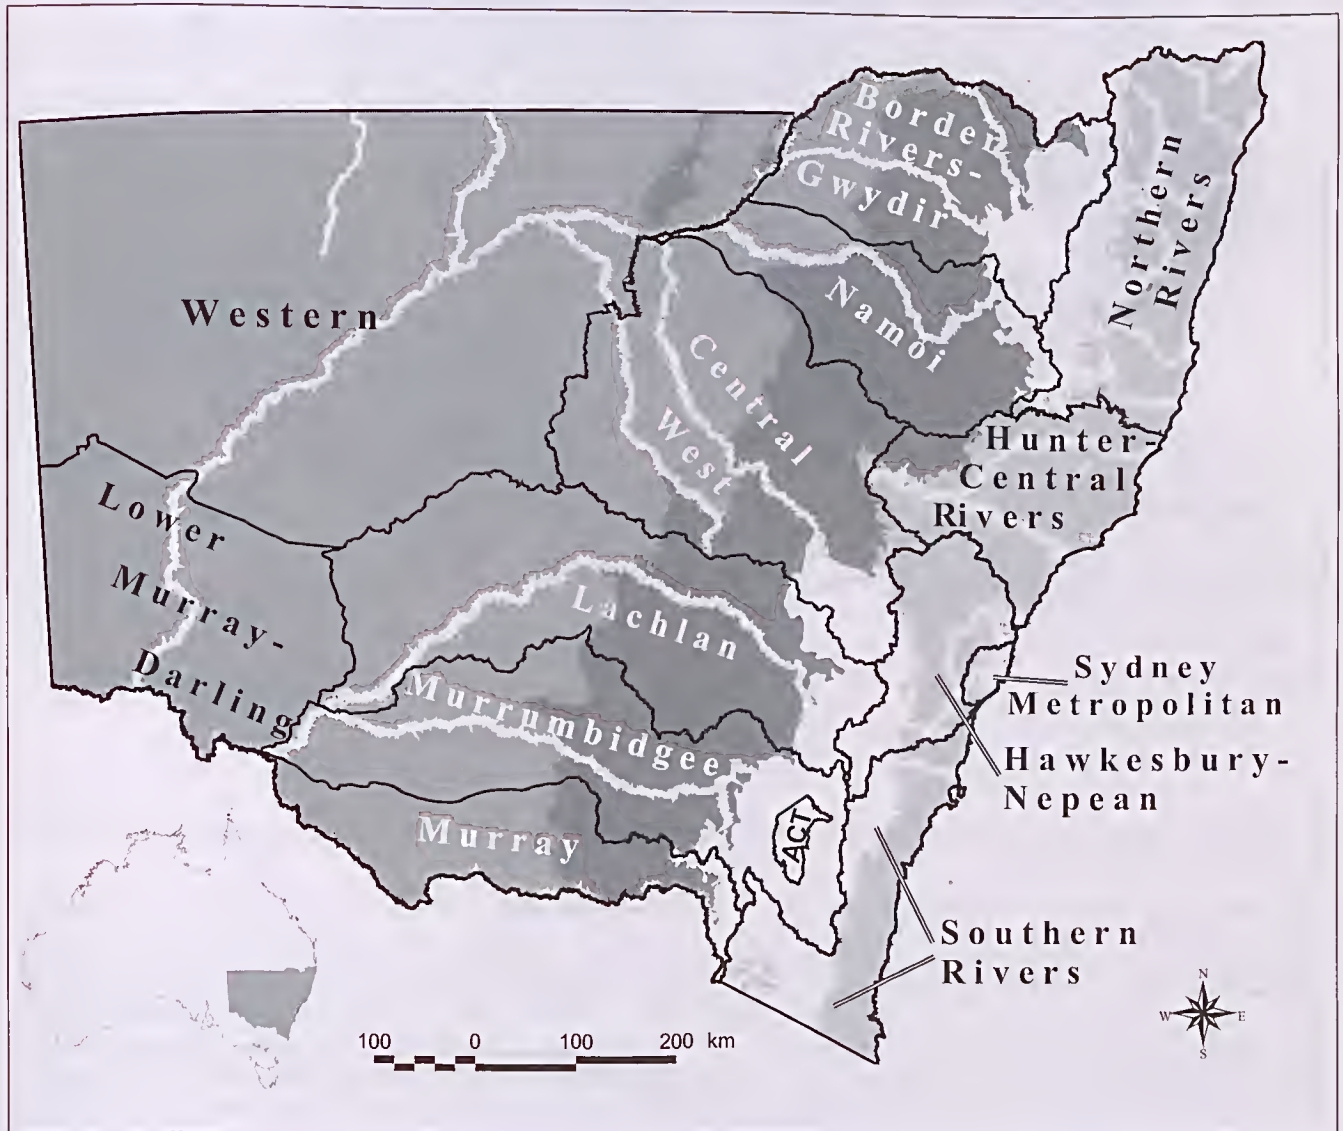 Border
Rivers-
Gwydir
Northern
Rivers
Western
Namoi
Central
West
Hunter-
Central
Rivers
Lower
Murray-
Darling
Lachlan
Murrumbidgee
Murray
ACT
Sydney
Metropolitan
Hawkesbury-
Nepean
Southern
Rivers
100 0 100 200 km
N
W E
S